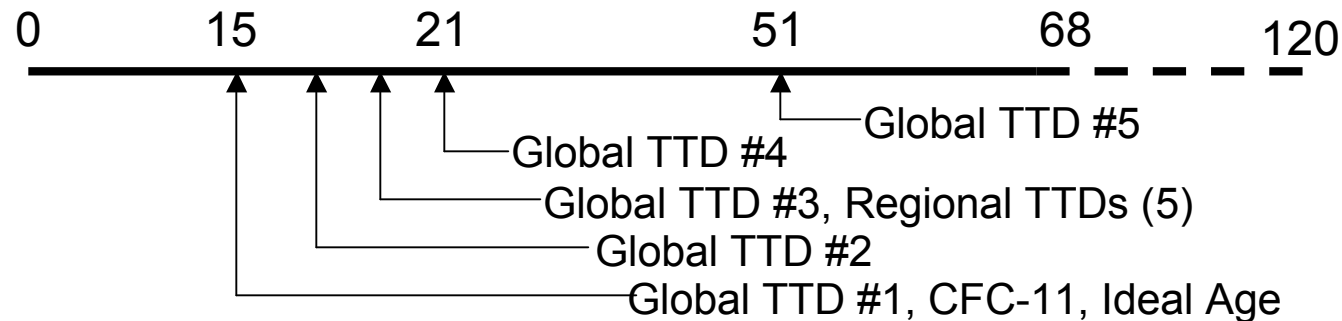 0 15 21 51 68 120
Global TTD #5
Global TTD #4
Global TTD #3, Regional TTDs (5)
Global TTD #2
Global TTD #1, CFC-11, Ideal Age